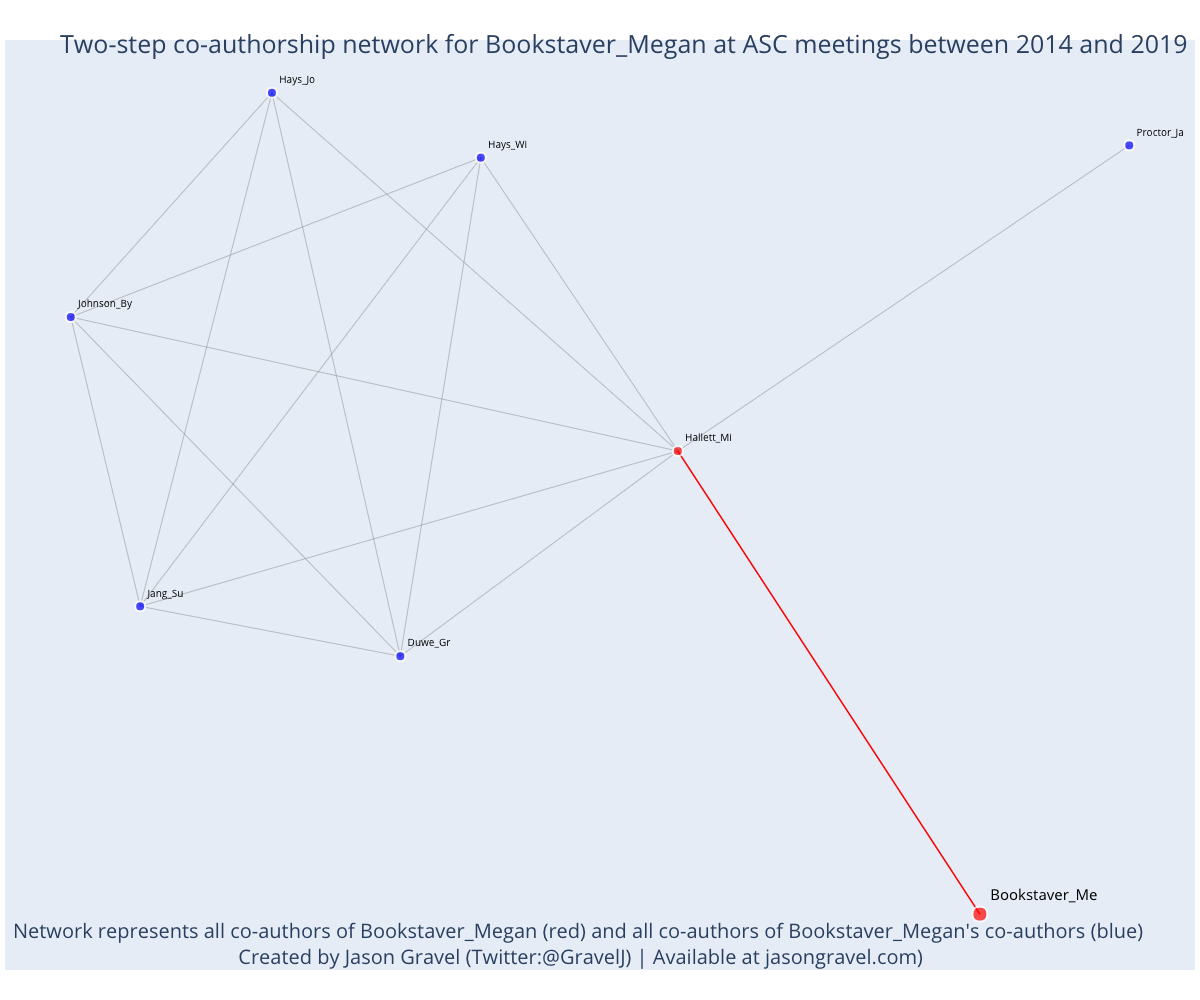 Two-step co-authorship network for Bookstaver_Megan at ASC meetings between 2014 and 2019
Hays_Jo
Proctor_Ja
Hays_Wi
Johnson_By
Hallett_Mi
Jang_Su
Duwe_Gr
Bookstaver_Me
Network represents all co-authors of Bookstaver_Megan (red) and all co-authors of Bookstaver_Megan's co-authors (blue)
Created by Jason Gravel (Twitter:@GravelJ) | Available at jasongravel.com)